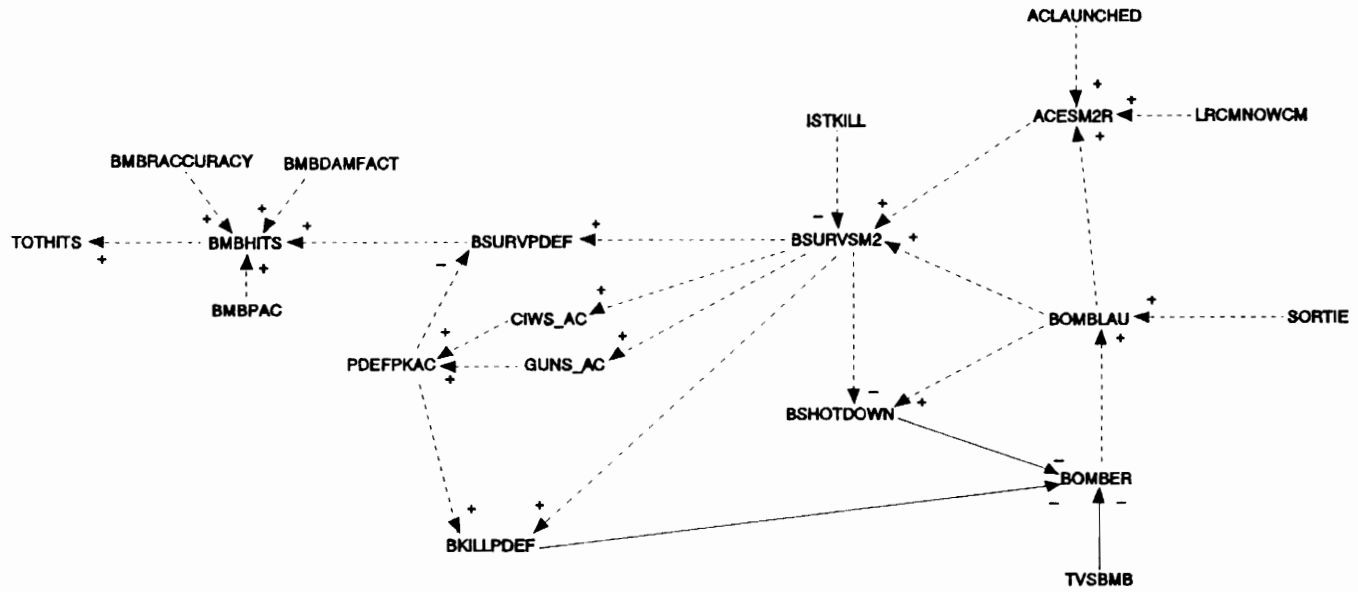 ACLAUNCHED
+
+
ISTKILL
ACESM2R
LRCMNOWCM
+
BMBRACCURACY
BMBDAMFACT
+
+
+
+
−
+
+
TOTHITS
BMBHITS
BSURVPDEF
BSURVSM2
+
+
+
−
+
+
BMBPAC
CIWS_AC
BOMBLAU
SORTIE
+
+
+
PDEFPKAC
GUNS_AC
+
−
+
BSHOTDOWN
−
BOMBER
+
+
−
−
BKILLPDEF
TVSBMB